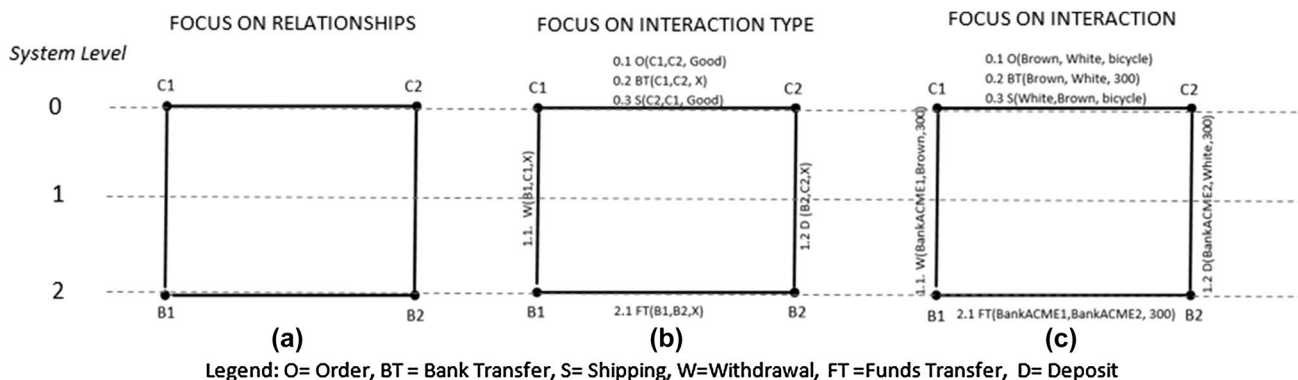 FOCUS ON RELATIONSHIPS
FOCUS ON INTERACTION TYPE
FOCUS ON INTERACTION
System Level
0
1
2
C1
C2
B1
B2
(a)
0.1 O(C1,C2, Good)
0.2 BT(C1,C2, X)
0.3 S(C2,C1, Good)
C1
C2
1.1. W(B1,C1,X)
1.2 D (B2,C2,X)
B1
2.1 FT(B1,B2,X)
B2
(b)
0.1 O(Brown, White, bicycle)
0.2 BT(Brown, White, 300)
0.3 S(White,Brown, bicycle)
C1
C2
1.1. W(BankACME1,Brown,300)
1.2 D(BankACME2,White,300)
B1
2.1 FT(BankACME1,BankACME2, 300)
B2
(c)
Legend: O= Order, BT = Bank Transfer, S= Shipping, W=Withdrawal, FT =Funds Transfer, D= Deposit